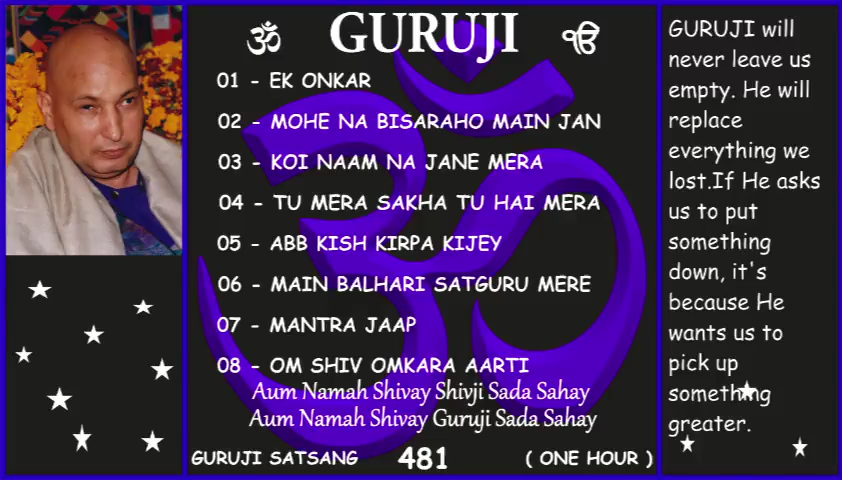 ॐ GURUJI ੴ
01 - EK ONKAR
02 - MOHE NA BISARAHO MAIN JAN
03 - KOI NAAM NA JANE MERA
04 - TU MERA SAKHA TU HAI MERA
05 - ABB KISH KIRPA KIJEY
06 - MAIN BALHARI SATGURU MERE
07 - MANTRA JAAP
08 - OM SHIV OMKARA AARTI
Aum Namah Shivay Shivji Sada Sahay
Aum Namah Shivay Guruji Sada Sahay
GURUJI SATSANG 481 ( ONE HOUR )
GURUJI will
never leave us
empty. He will
replace
everything we
lost.If He asks
us to put
something
down, it's
because He
wants us to
pick up
something
greater.